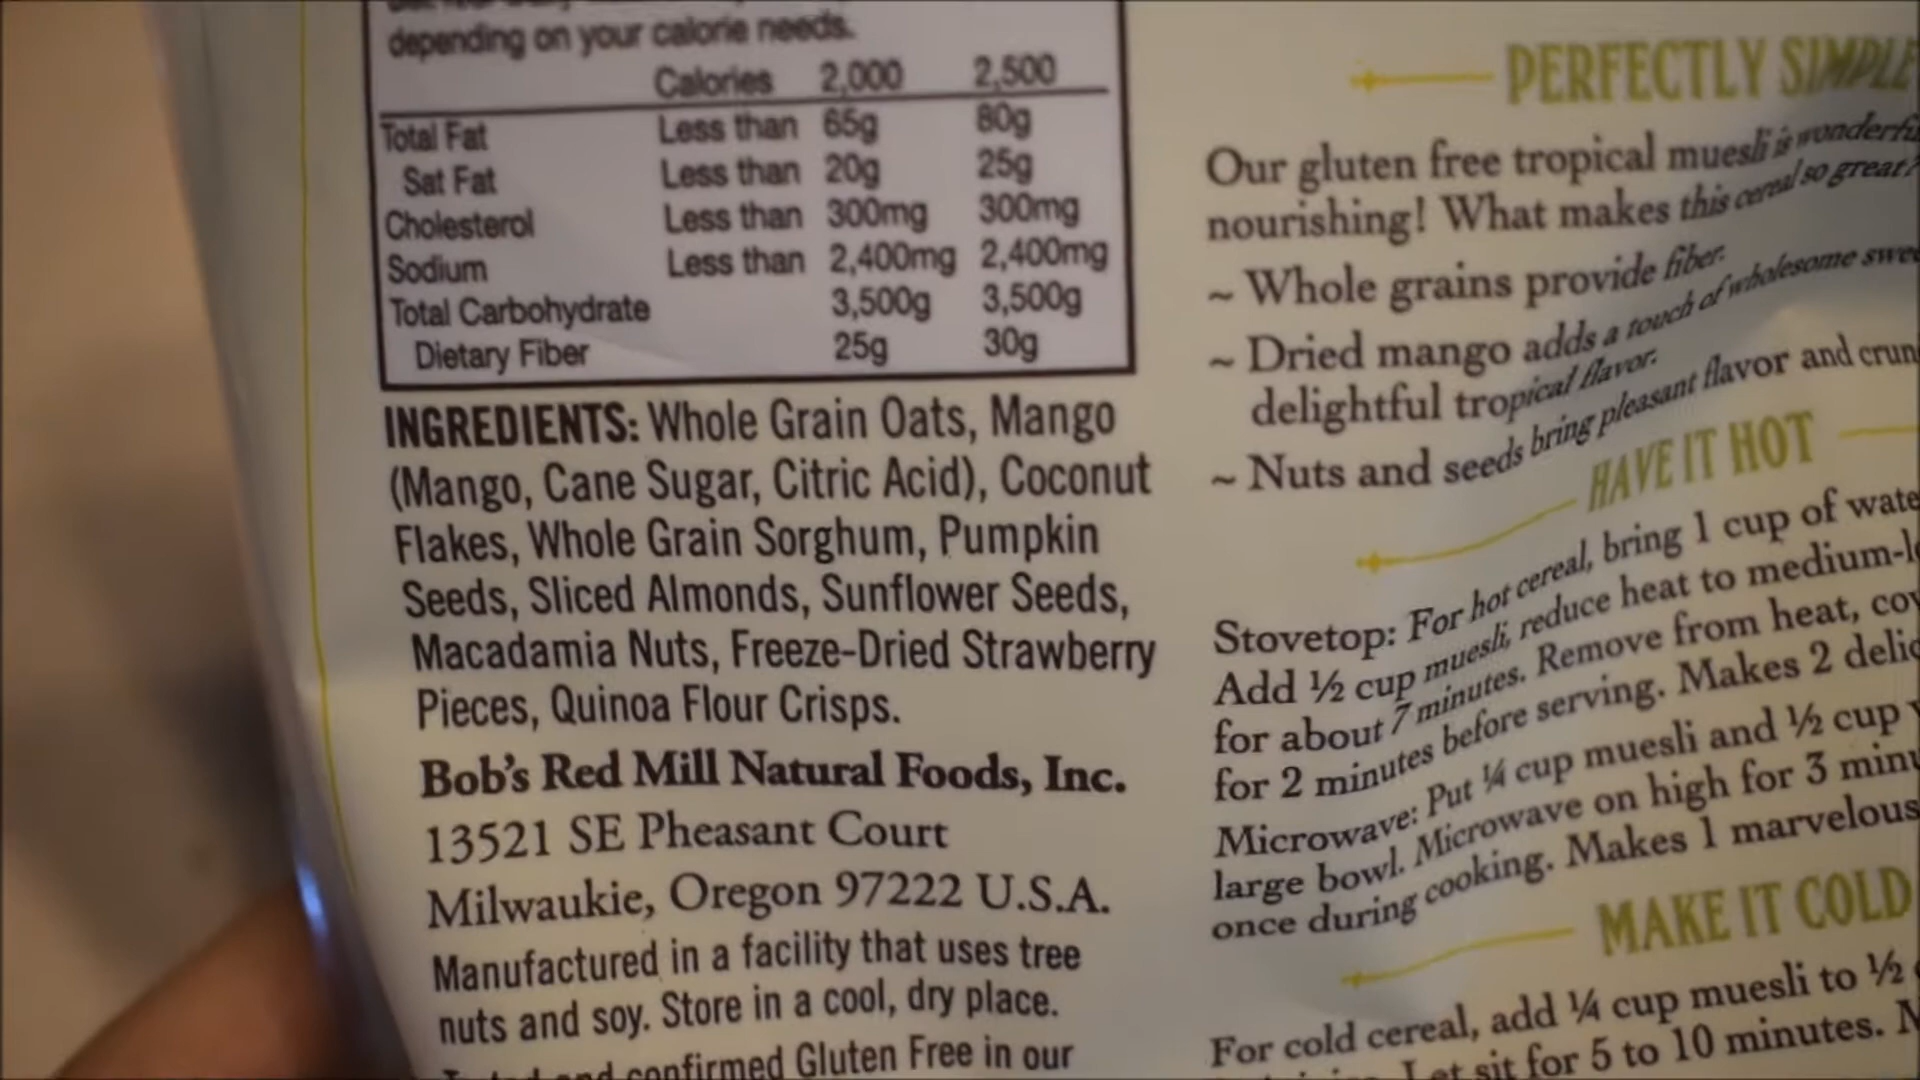 depending on your calorie needs.
Calories 2,000 2,500
Total Fat Less than 65g 80g
Sat Fat Less than 20g 25g
Cholesterol Less than 300mg 300mg
Sodium Less than 2,400mg 2,400mg
Total Carbohydrate 3,500g 3,500g
Dietary Fiber 25g 30g
INGREDIENTS: Whole Grain Oats, Mango
(Mango, Cane Sugar, Citric Acid), Coconut
Flakes, Whole Grain Sorghum, Pumpkin
Seeds, Sliced Almonds, Sunflower Seeds,
Macadamia Nuts, Freeze-Dried Strawberry
Pieces, Quinoa Flour Crisps.
Bob's Red Mill Natural Foods, Inc.
13521 SE Pheasant Court
Milwaukie, Oregon 97222 U.S.A.
Manufactured in a facility that uses tree
nuts and soy. Store in a cool, dry place.
and confirmed Gluten Free in our
PERFECTLY SIMPLE
Our gluten free tropical muesli is
nourishing! What makes this cereal so great?
~ Whole grains provide fiber.
~ Dried mango adds a touch of wholesome
delightful tropical flavor.
~ Nuts and seeds bring pleasant flavor and
HAVE IT HOT
Stovetop: For hot cereal, bring 1 cup of
Add ½ cup muesli, reduce heat to
for about 7 minutes. Remove from heat,
for 2 minutes before serving. Makes 2
Microwave: Put ¼ cup muesli and ½ cup
large bowl. Microwave on high for 3
once during cooking. Makes 1 marvelous
MAKE IT COLD
For cold cereal, add ¼ cup muesli to ½
Let sit for 5 to 10 minutes.